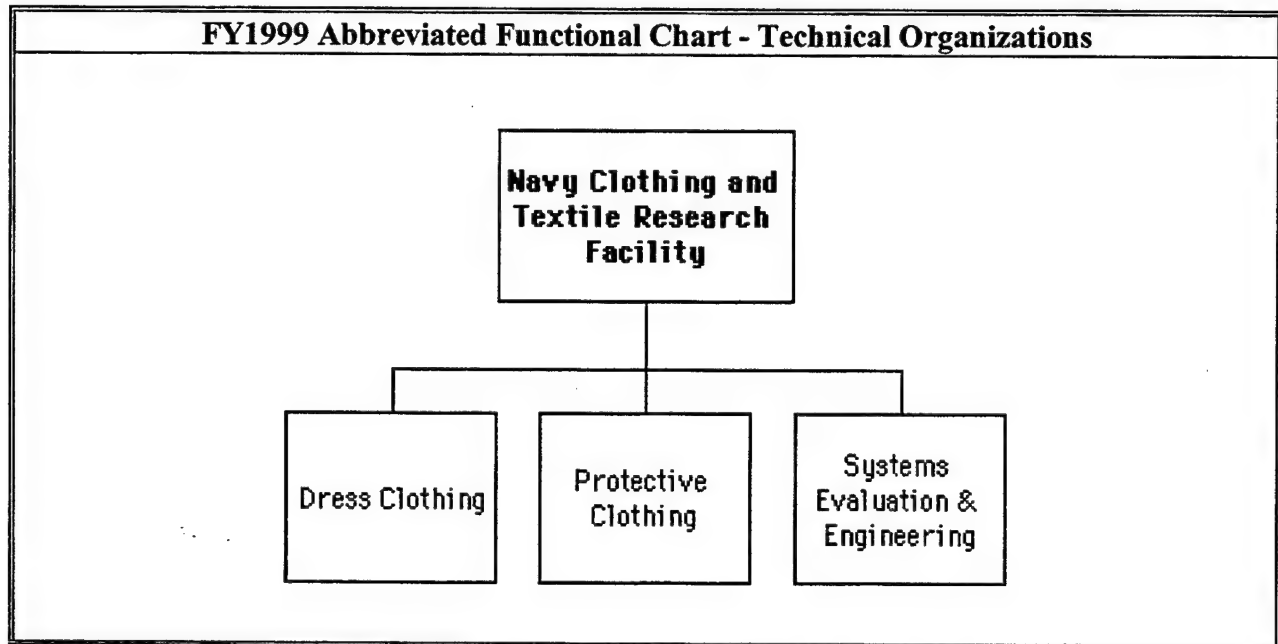 FY1999 Abbreviated Functional Chart - Technical Organizations
Navy Clothing and
Textile Research
Facility
Dress Clothing
Protective
Clothing
Systems
Evaluation &
Engineering